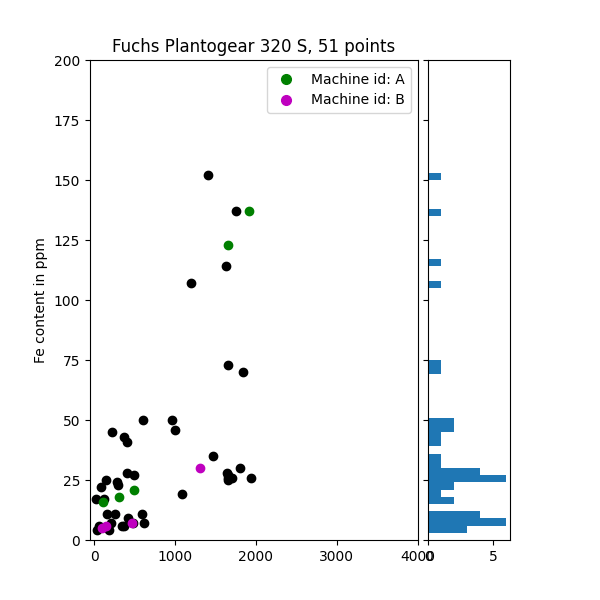 Fuchs Plantogear 320 S, 51 points
Machine id: A
Machine id: B
Fe content in ppm
200
175
150
125
100
75
50
25
0
0 1000 2000 3000 4000
0 5